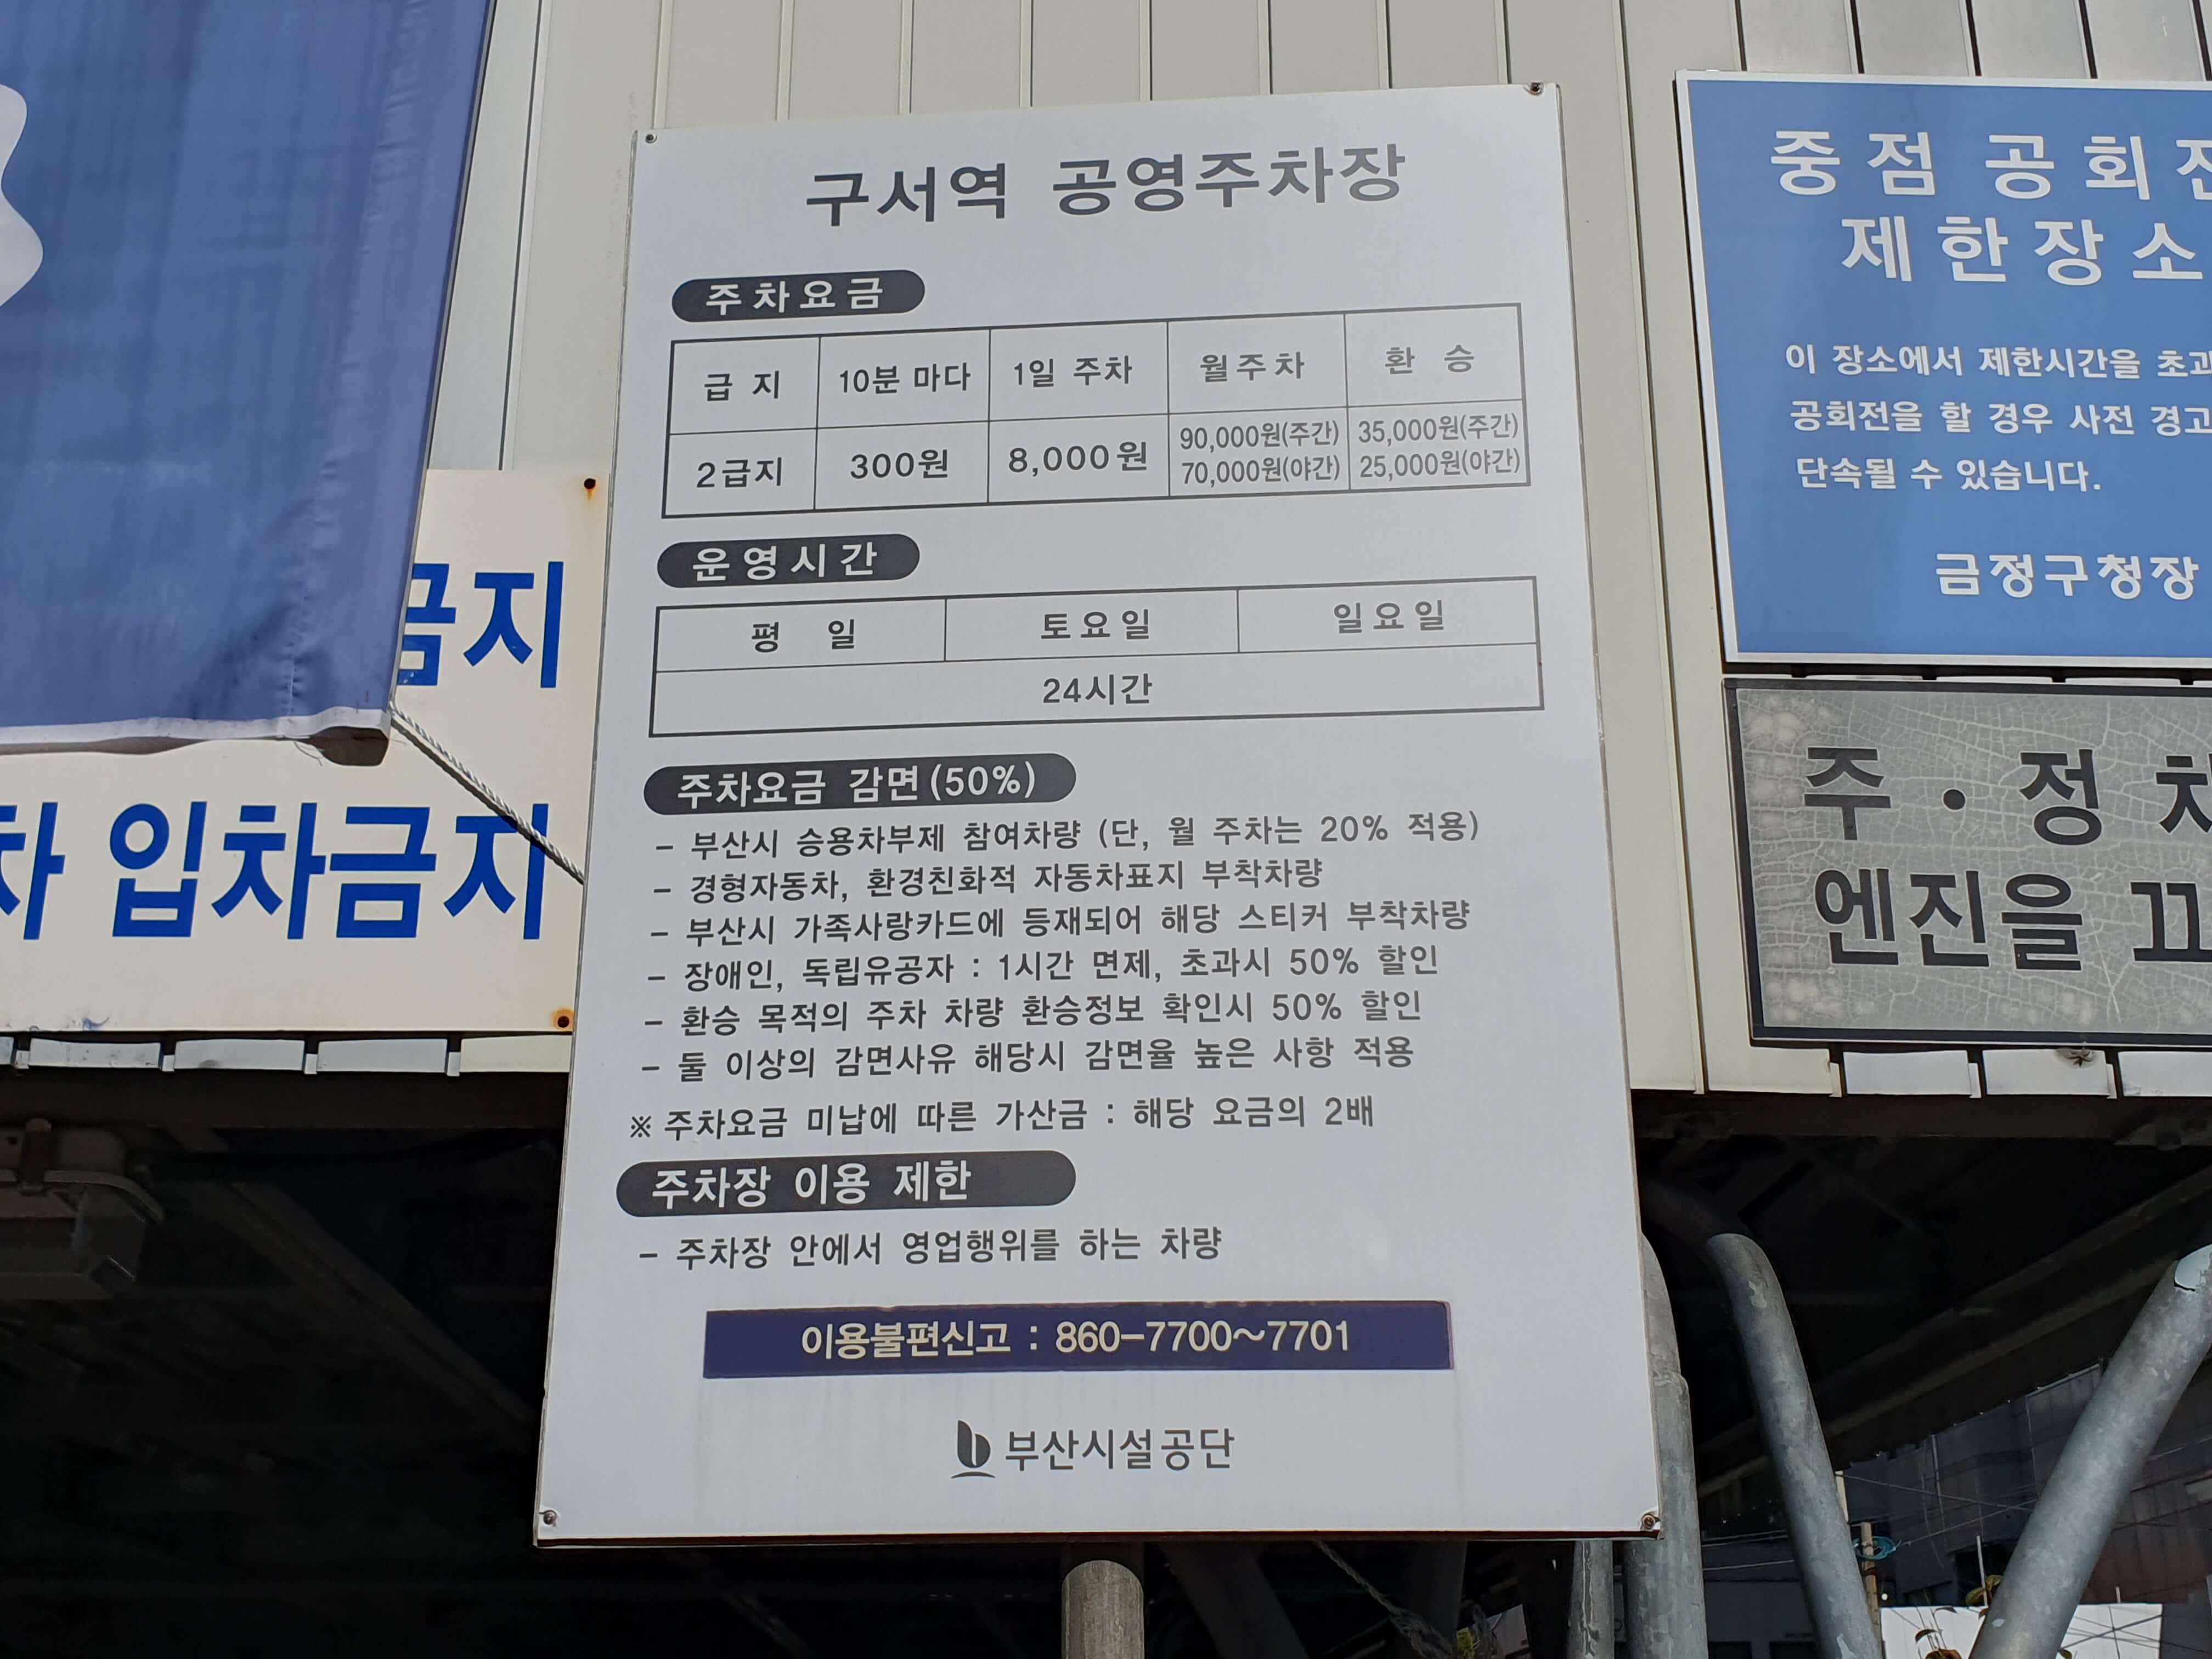 구서역 공영주차장
주차요금
급 지 10분 마다 1일 주차 월주차 환 승
2급지 300원 8,000원 90,000원(주간) 35,000원(주간)
70,000원(야간) 25,000원(야간)
운영시간
평 일 토요일 일요일
24시간
주차요금 감면(50%)
- 부산시 승용차부제 참여차량 (단, 월 주차는 20% 적용)
- 경형자동차, 환경친화적 자동차표지 부착차량
- 부산시 가족사랑카드에 등재되어 해당 스티커 부착차량
- 장애인, 독립유공자 : 1시간 면제, 초과시 50% 할인
- 환승 목적의 주차 차량 환승정보 확인시 50% 할인
- 둘 이상의 감면사유 해당시 감면율 높은 사항 적용
※ 주차요금 미납에 따른 가산금 : 해당 요금의 2배
주차장 이용 제한
- 주차장 안에서 영업행위를 하는 차량
이용불편신고 : 860-7700~7701
부산시설공단
금지
차 입차금지
중점 공회
제한장소
이 장소에서 제한시간을 초과
공회전을 할 경우 사전 경고
단속될 수 있습니다.
금정구청장
주·정
엔진을